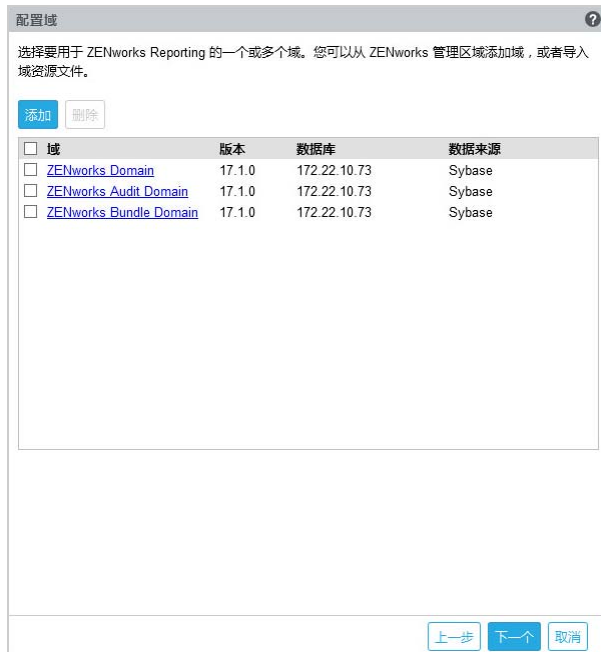 配置域 ?
选择要用于 ZENworks Reporting 的一个或多个域。您可以从 ZENworks 管理区域添加域，或者导入
域资源文件。
添加 删除
域 版本 数据库 数据来源
ZENworks Domain 17.1.0 172.22.10.73 Sybase
ZENworks Audit Domain 17.1.0 172.22.10.73 Sybase
ZENworks Bundle Domain 17.1.0 172.22.10.73 Sybase
上一步 下一个 取消